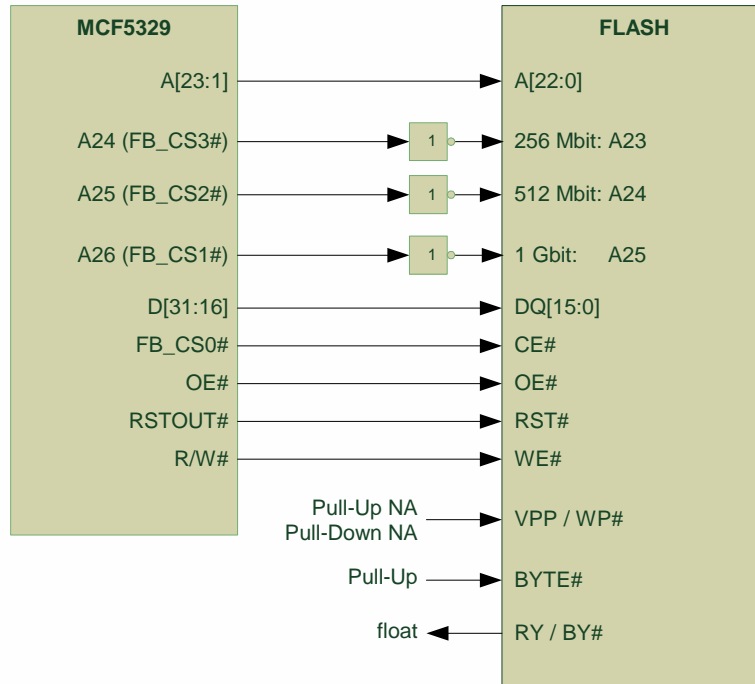 MCF5329
FLASH
A[23:1]
A[22:0]
A24 (FB_CS3#)
1
256 Mbit: A23
A25 (FB_CS2#)
1
512 Mbit: A24
A26 (FB_CS1#)
1
1 Gbit: A25
D[31:16]
DQ[15:0]
FB_CS0#
CE#
OE#
OE#
RSTOUT#
RST#
R/W#
WE#
Pull-Up NA
Pull-Down NA
VPP / WP#
Pull-Up
BYTE#
float
RY / BY#